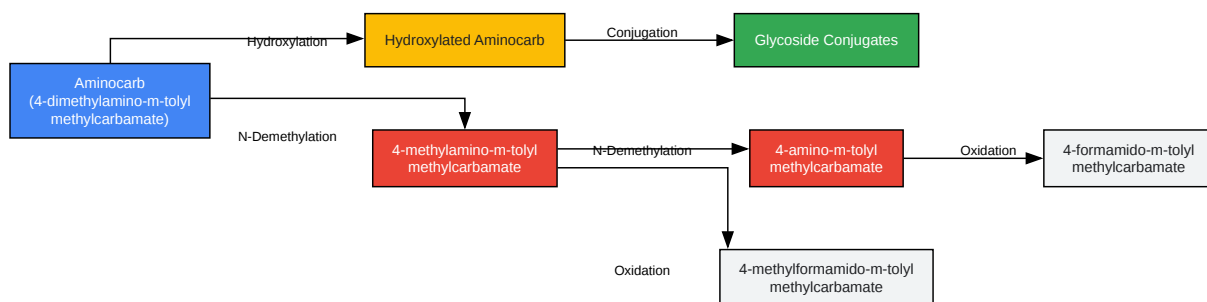 Hydroxylation
Hydroxylated Aminocarb
Conjugation
Glycoside Conjugates
Aminocarb
(4-dimethylamino-m-tolyl
methylcarbamate)
N-Demethylation
4-methylamino-m-tolyl
methylcarbamate
N-Demethylation
4-amino-m-tolyl
methylcarbamate
Oxidation
4-formamido-m-tolyl
methylcarbamate
Oxidation
4-methylformamido-m-tolyl
methylcarbamate